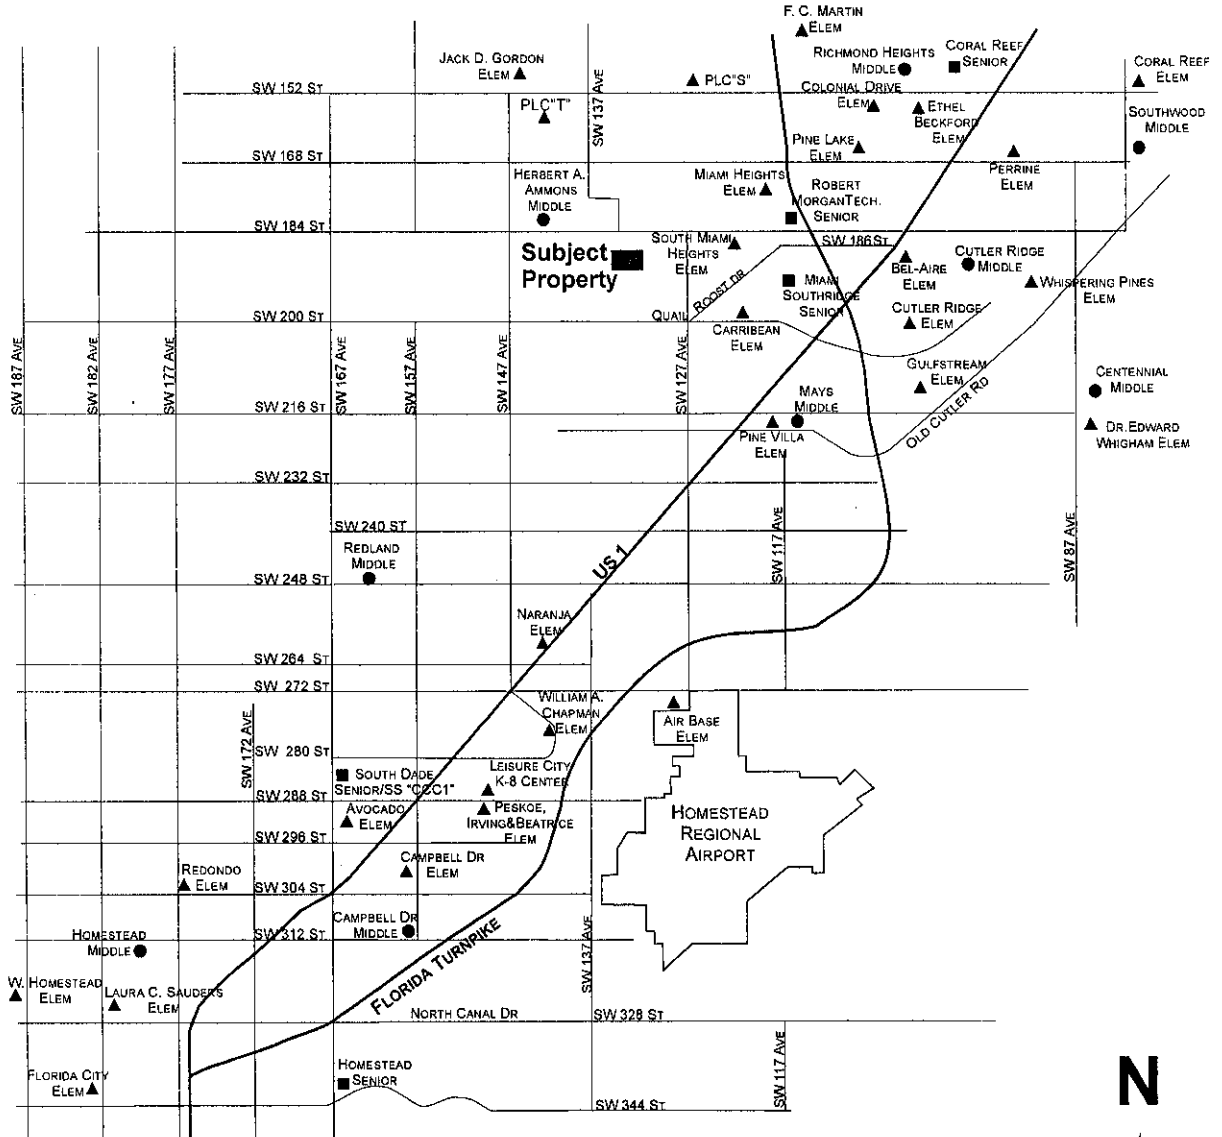 F. C. MARTIN
ELEM
JACK D. GORDON
ELEM
SW 137 AVE
RICHMOND HEIGHTS
MIDDLE
CORAL REEF
SENIOR
CORAL REEF
ELEM
SW 152 ST
PLC"S"
PLC"T"
COLONIAL DRIVE
ELEM
ETHEL
BECKFORD
ELEM
SOUTHWOOD
MIDDLE
PINE LAKE
ELEM
SW 168 ST
PERRINE
ELEM
HERBERT A.
AMMONS
MIDDLE
MIAMI HEIGHTS
ELEM
ROBERT
MORGANTECH.
SENIOR
SW 184 ST
Subject
Property
SOUTH MIAMI
HEIGHTS
ELEM
SW 186 ST
BEL-AIRE
ELEM
CUTLER RIDGE
MIDDLE
WHISPERING PINES
ELEM
QUAIL ROOST DR
MIAMI
SOUTHRIDGE
SENIOR
SW 200 ST
CARRIBEAN
ELEM
CUTLER RIDGE
ELEM
SW 187 AVE
SW 182 AVE
SW 177 AVE
SW 167 AVE
SW 157 AVE
SW 147 AVE
SW 127 AVE
GULFSTREAM
ELEM
CENTENNIAL
MIDDLE
MAYS
MIDDLE
OLD CUTLER RD
SW 216 ST
PINE VILLA
ELEM
DR.EDWARD
WHIGHAM ELEM
SW 232 ST
SW 240 ST
REDLAND
MIDDLE
US 1
SW 117 AVE
SW 87 AVE
SW 248 ST
NARANJA
ELEM
SW 264 ST
SW 272 ST
WILLIAM A.
CHAPMAN
ELEM
AIR BASE
ELEM
SW 172 AVE
SW 280 ST
SOUTH DADE
SENIOR/SS "CCC1"
LEISURE CITY
K-8 CENTER
SW 288 ST
AVOCADO
ELEM
PESKOE,
IRVING&BEATRICE
ELEM
HOMESTEAD
REGIONAL
AIRPORT
SW 296 ST
REDONDO
ELEM
CAMPBELL DR
ELEM
SW 304 ST
CAMPBELL DR
MIDDLE
HOMESTEAD
MIDDLE
SW 312 ST
FLORIDA TURNPIKE
SW 137 AVE
W. HOMESTEAD
ELEM
LAURA C. SAUDERS
ELEM
NORTH CANAL DR
SW 328 ST
SW 117 AVE
FLORIDA CITY
ELEM
HOMESTEAD
SENIOR
SW 344 ST
N